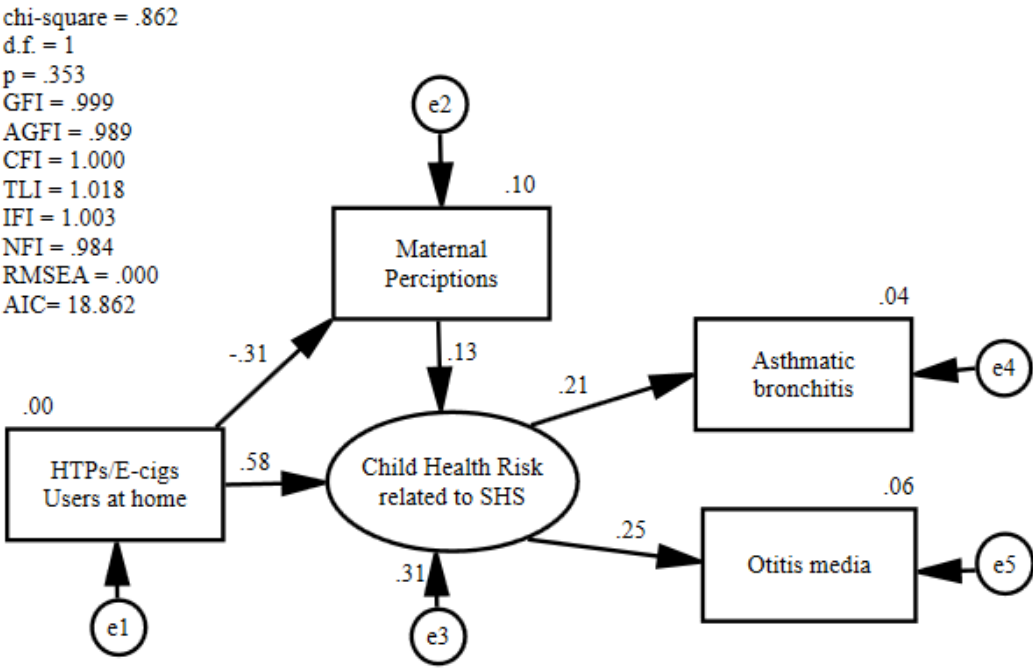 chi-square = .862
d.f. = 1
p = .353
GFI = .999
AGFI = .989
CFI = 1.000
TLI = 1.018
IFI = 1.003
NFI = .984
RMSEA = .000
AIC= 18.862
e2
.10
Maternal
Perciptions
-.31
.13
.04
Asthmatic
bronchitis
e4
.21
.00
HTPs/E-cigs
Users at home
.58
Child Health Risk
related to SHS
.25
.06
Otitis media
e5
.31
e1
e3